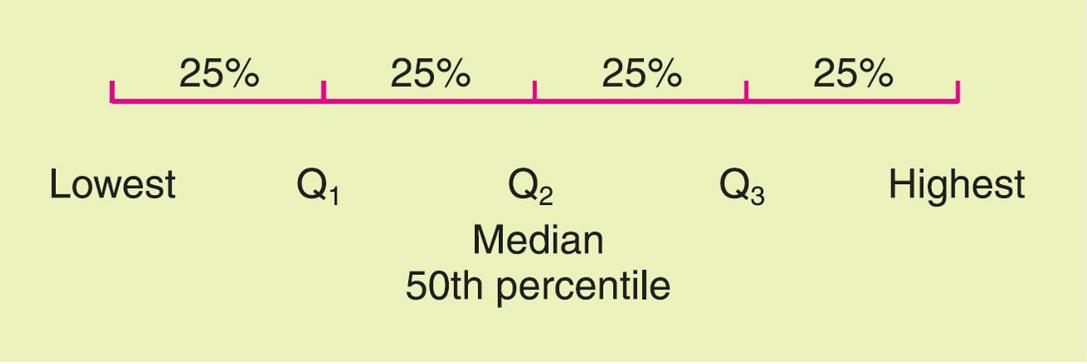 25% 25% 25% 25%
Lowest Q₁ Q₂ Q₃ Highest
Median
50th percentile